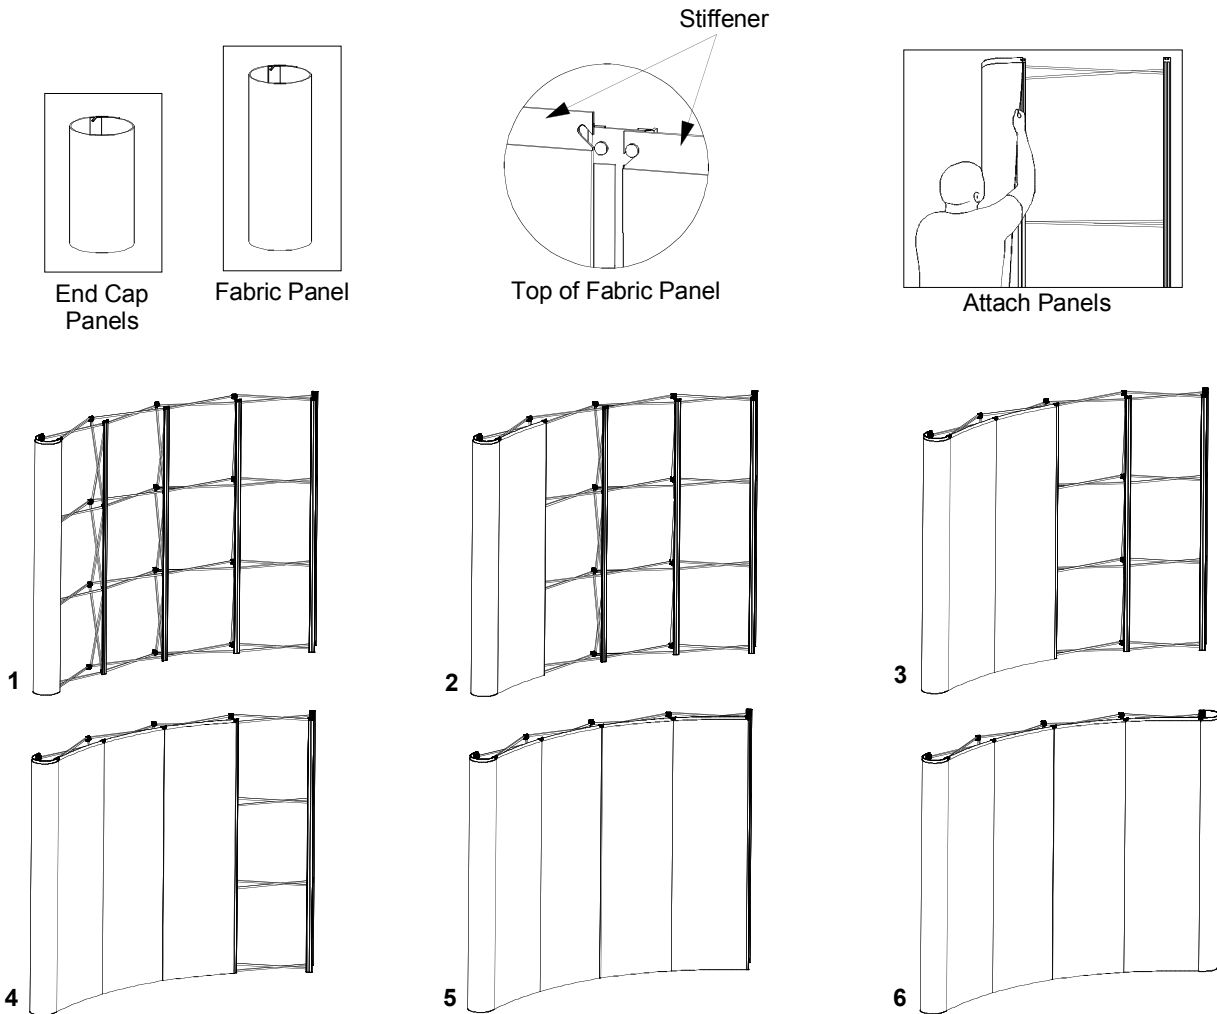 Stiffener
End Cap
Panels
Fabric Panel
Top of Fabric Panel
Attach Panels
1
2
3
4
5
6